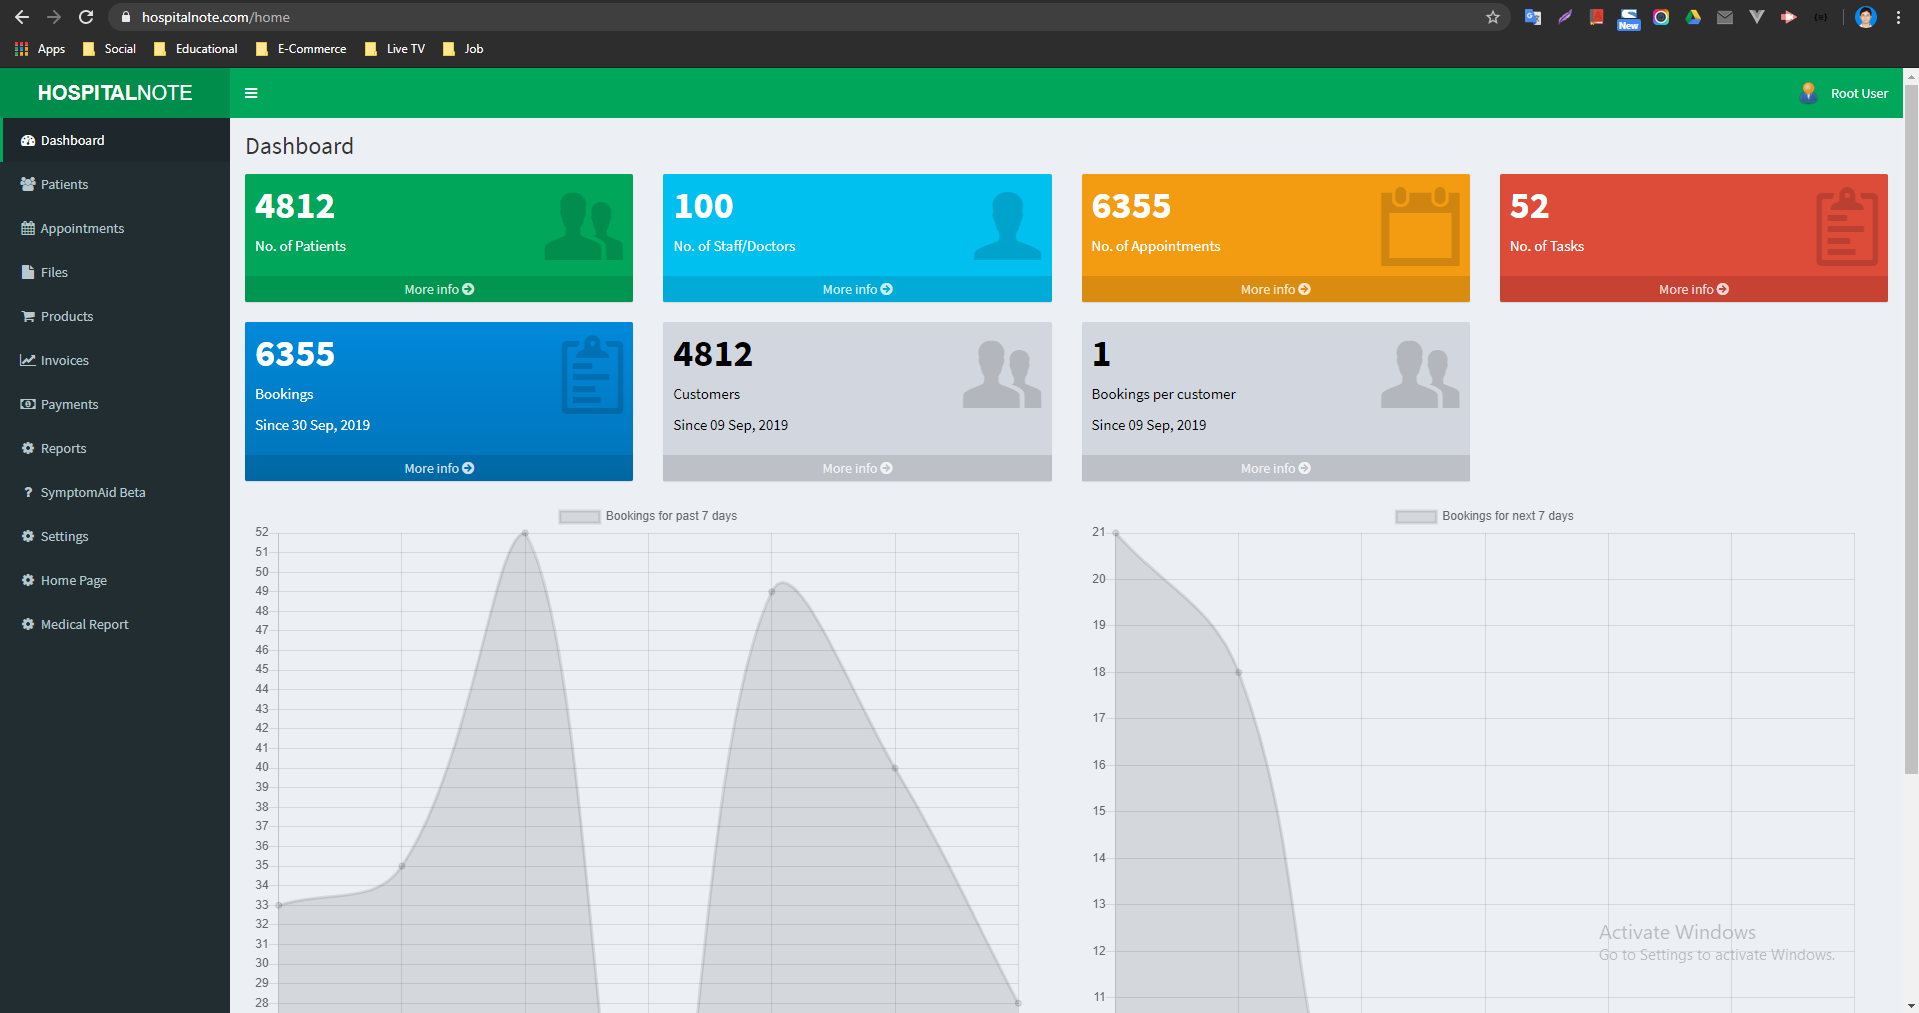 hospitalnote.com/home
New
Apps Social Educational E-Commerce Live TV Job
HOSPITALNOTE
Root User
Dashboard
Patients
Appointments
Files
Products
Invoices
Payments
Reports
? SymptomAid Beta
Settings
Home Page
Medical Report
Dashboard
4812
No. of Patients
More info
100
No. of Staff/Doctors
More info
6355
No. of Appointments
More info
52
No. of Tasks
More info
6355
Bookings
Since 30 Sep, 2019
More info
4812
Customers
Since 09 Sep, 2019
More info
1
Bookings per customer
Since 09 Sep, 2019
More info
Bookings for past 7 days
52
51
50
49
48
47
46
45
44
43
42
41
40
39
38
37
36
35
34
33
32
31
30
29
28
Bookings for next 7 days
21
20
19
18
17
16
15
14
13
12
11
Activate Windows
Go to Settings to activate Windows.